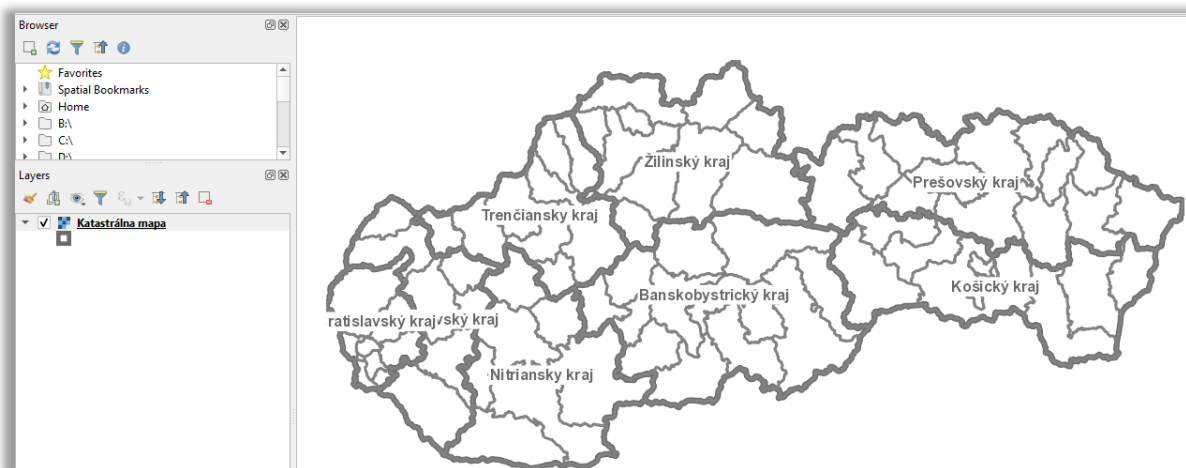 Browser
Favorites
Spatial Bookmarks
Home
B:\
C:\
D:\
Layers
Katastrálna mapa
Žilinský kraj
Prešovský kraj
Trenčiansky kraj
Košický kraj
Banskobystrický kraj
ratislavský kraj vský kraj
Nitriansky kraj